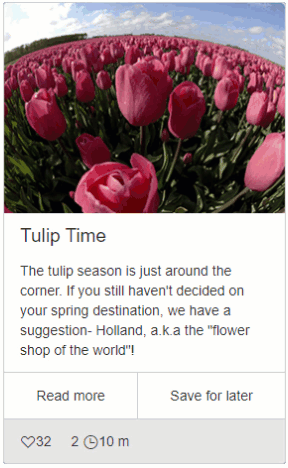 Tulip Time
The tulip season is just around the
corner. If you still haven't decided on
your spring destination, we have a
suggestion- Holland, a.k.a the "flower
shop of the world"!
Read more Save for later
32 2 10 m